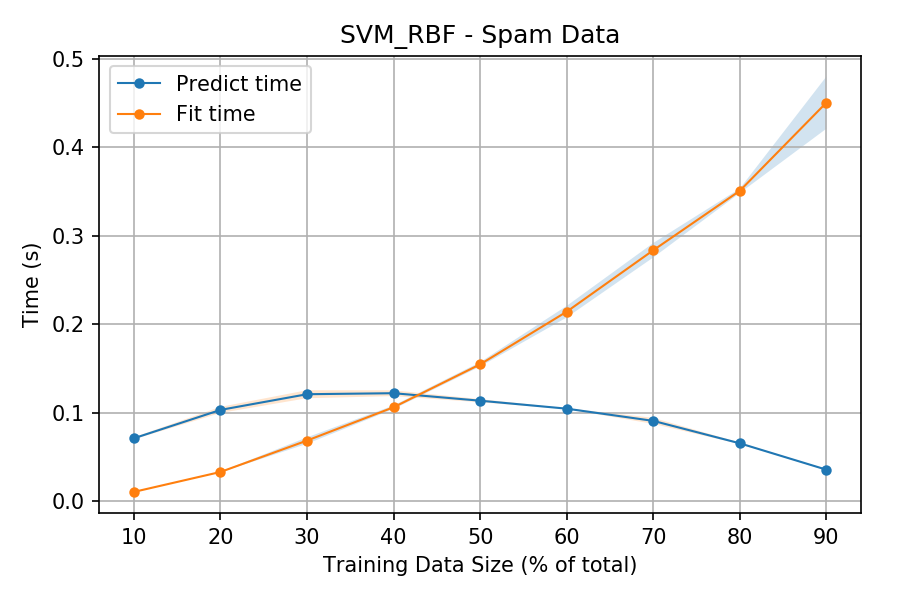 SVM_RBF - Spam Data
Predict time
Fit time
0.5
0.4
0.3
0.2
0.1
0.0
Time (s)
10 20 30 40 50 60 70 80 90
Training Data Size (% of total)